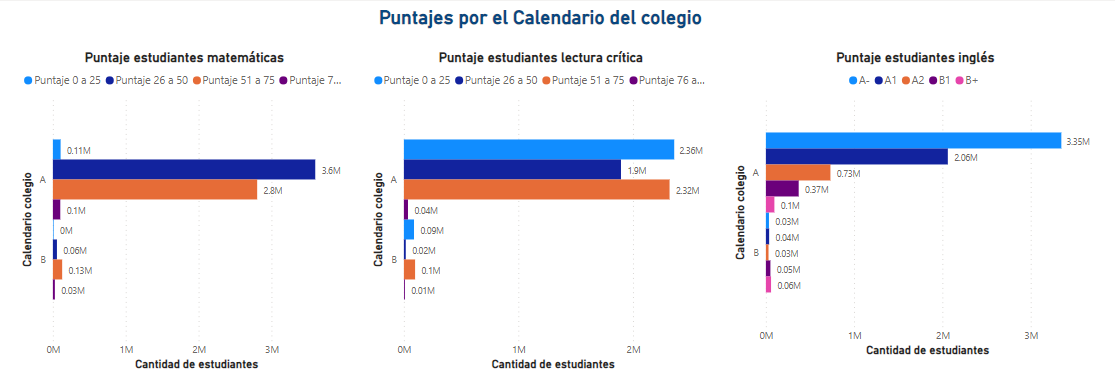 Puntajes por el Calendario del colegio
Puntaje estudiantes matemáticas
Puntaje 0 a 25 Puntaje 26 a 50 Puntaje 51 a 75 Puntaje 7...
Calendario colegio
A
B
0.11M
3.6M
2.8M
0.1M
0M
0.06M
0.13M
0.03M
0M 1M 2M 3M
Cantidad de estudiantes
Puntaje estudiantes lectura crítica
Puntaje 0 a 25 Puntaje 26 a 50 Puntaje 51 a 75 Puntaje 76 a...
Calendario colegio
A
B
2.36M
1.9M
2.32M
0.04M
0.09M
0.02M
0.1M
0.01M
0M 1M 2M
Cantidad de estudiantes
Puntaje estudiantes inglés
A- A1 A2 B1 B+
Calendario colegio
A
B
3.35M
2.06M
0.73M
0.37M
0.1M
0.03M
0.04M
0.03M
0.05M
0.06M
0M 1M 2M 3M
Cantidad de estudiantes